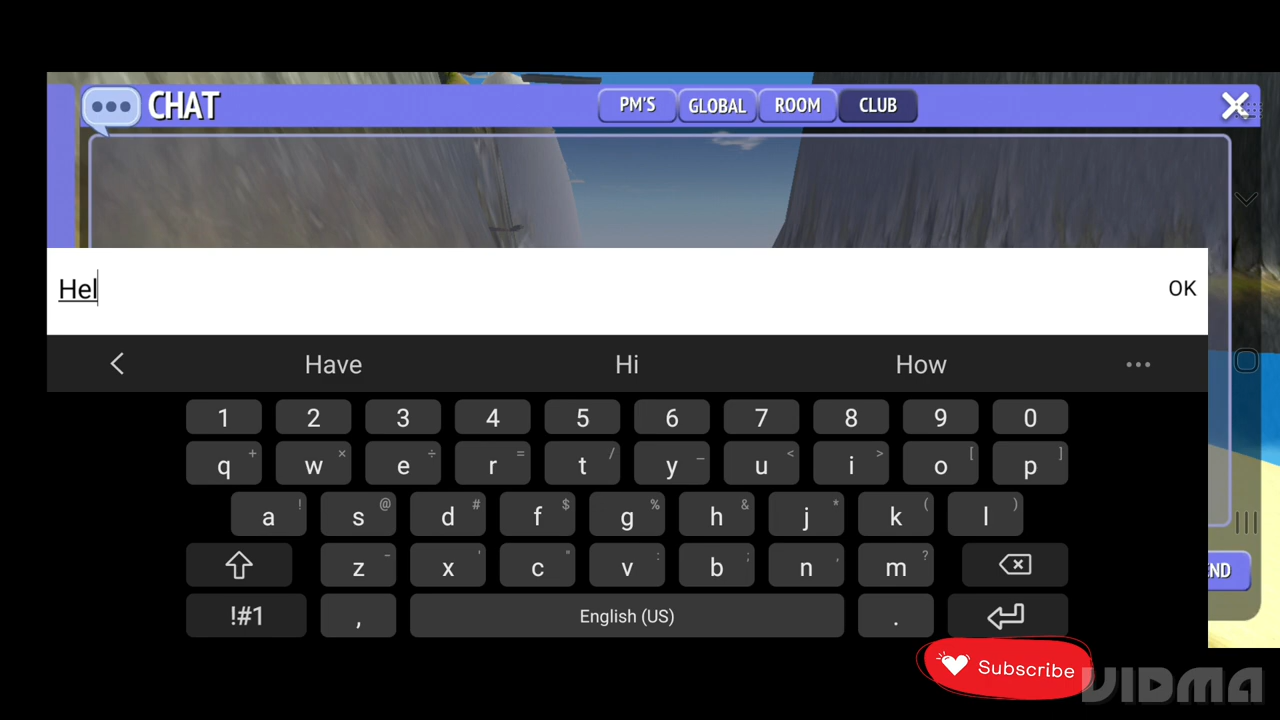 CHAT PM'S GLOBAL ROOM CLUB
Hel OK
Have Hi How
1 2 3 4 5 6 7 8 9 0
+ × ÷ = / _ < > [ ]
q w e r t y u i o p
! @ # $ % & * ( )
a s d f g h j k l
- ' " : ; , ?
z x c v b n m
ND
!#1 , English (US) .
Subscribe
VIDMA